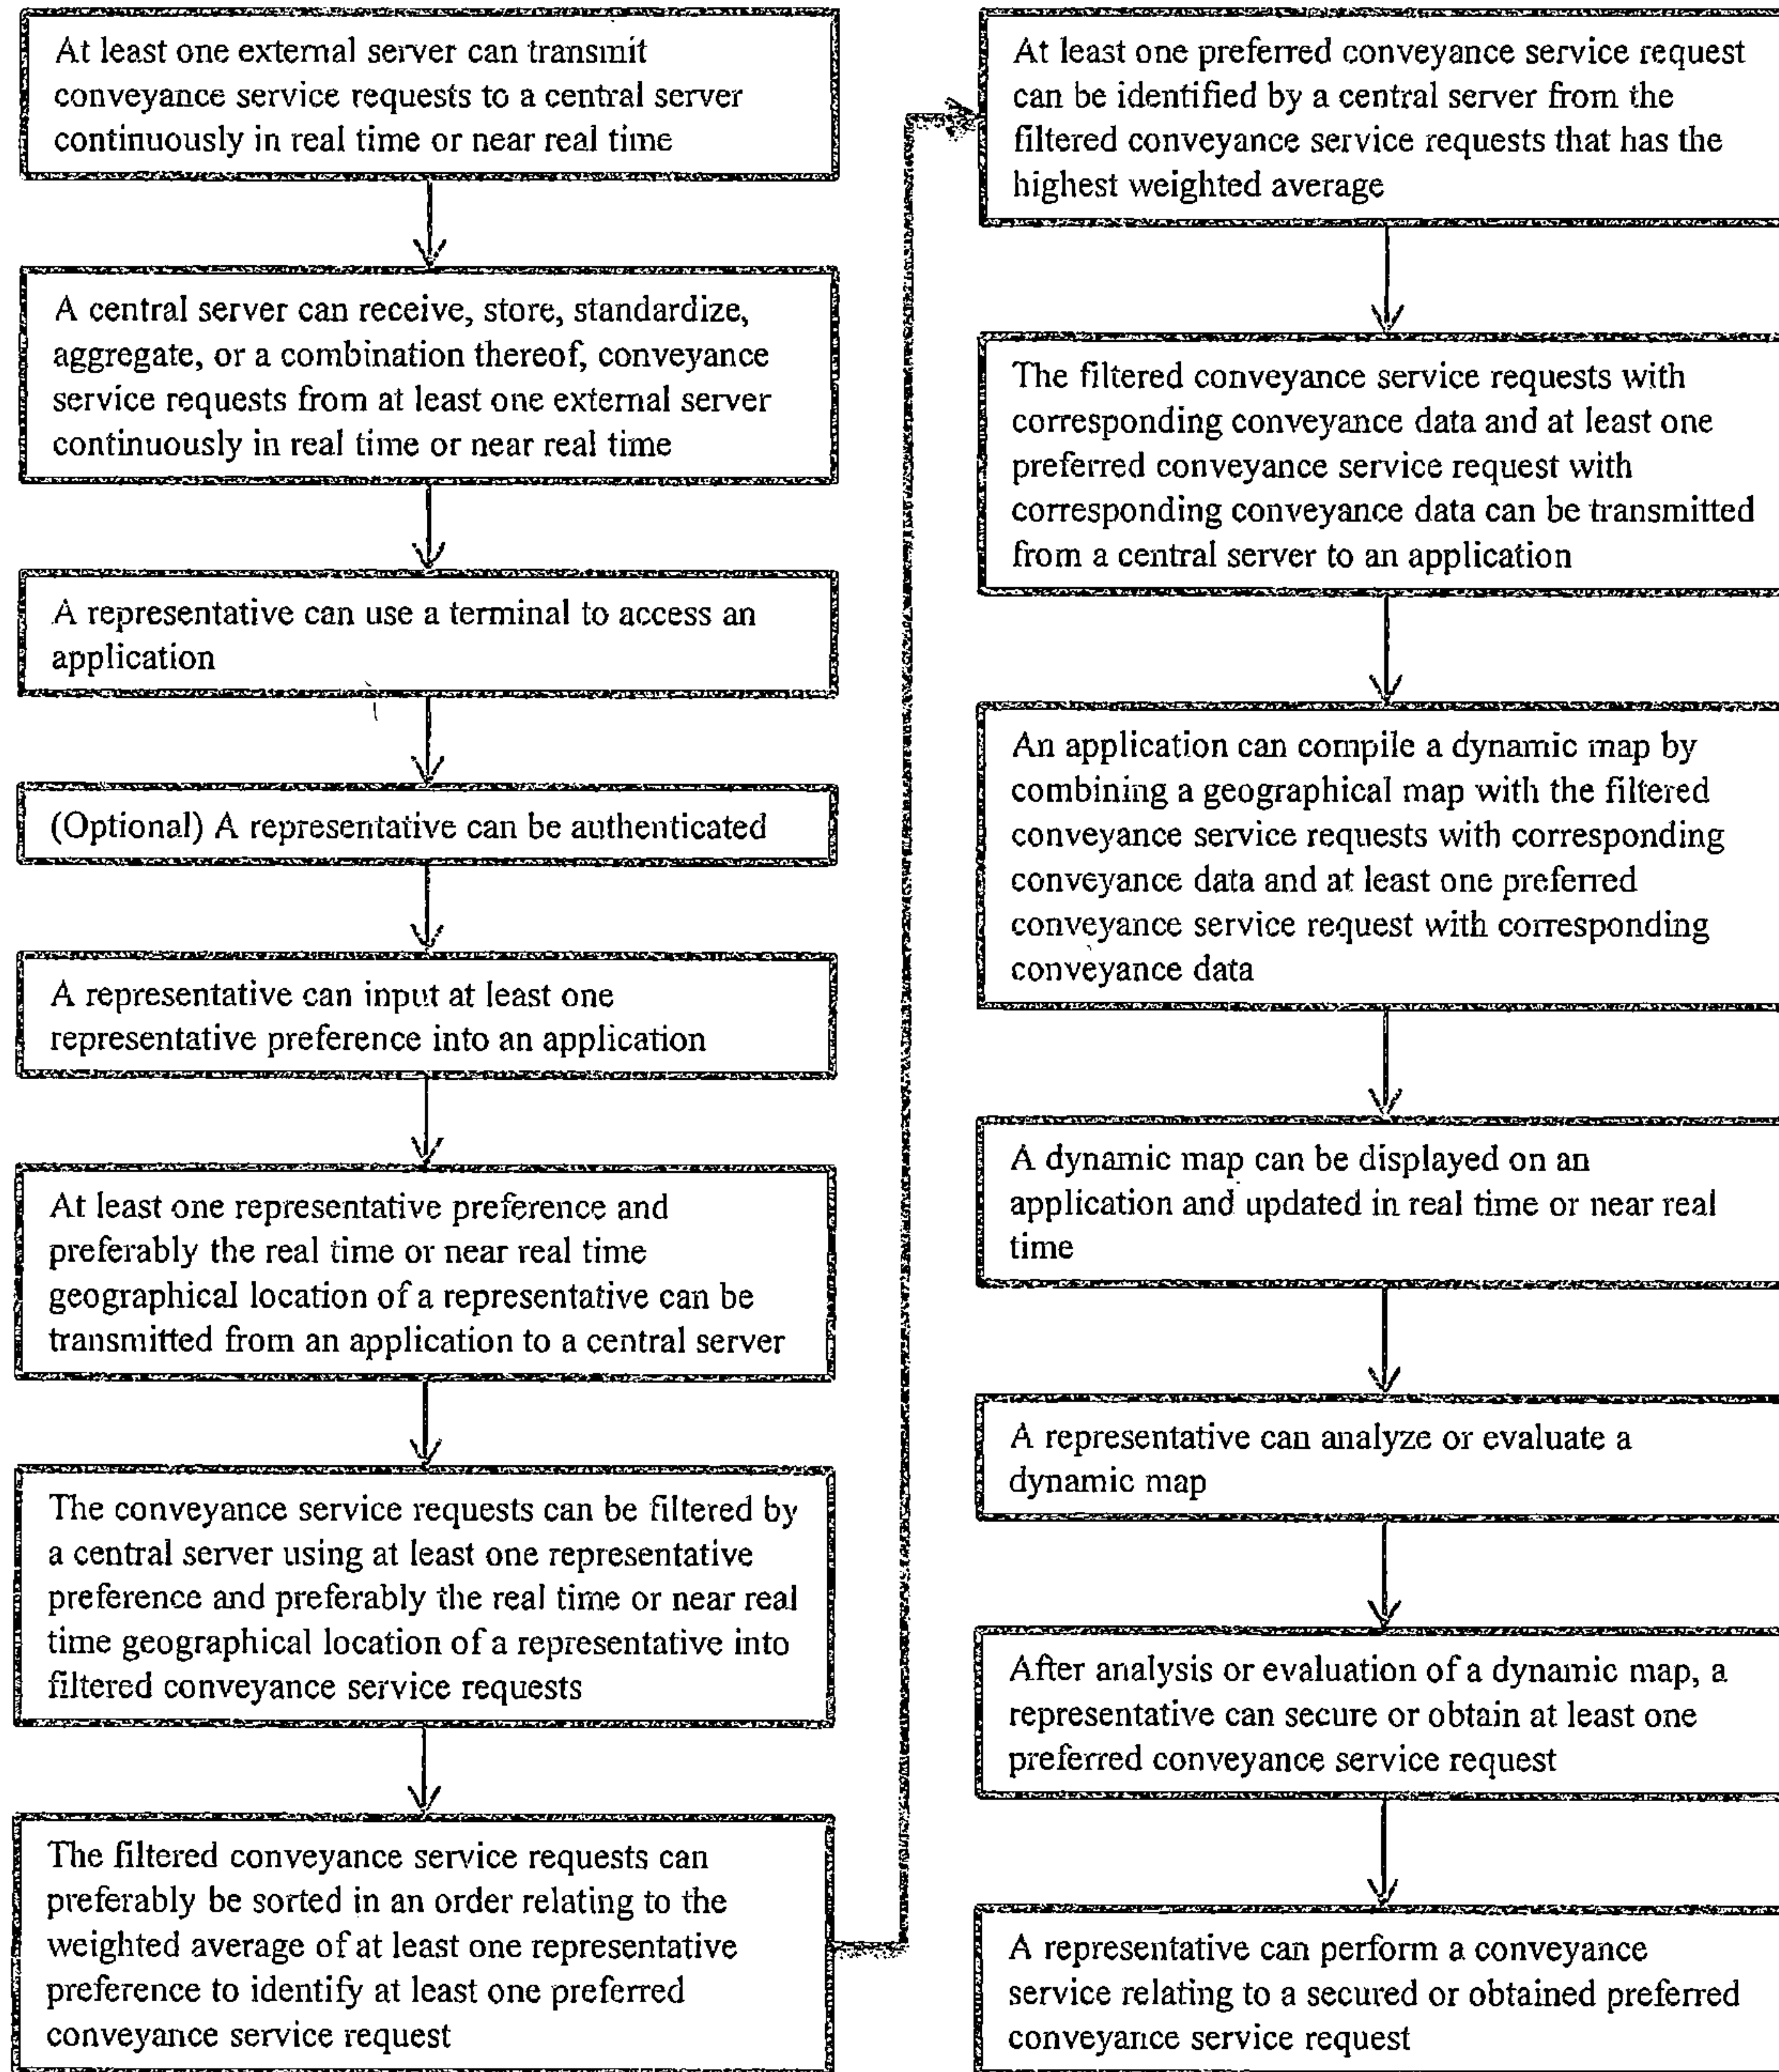 At least one external server can transmit
conveyance service requests to a central server
continuously in real time or near real time
A central server can receive, store, standardize,
aggregate, or a combination thereof, conveyance
service requests from at least one external server
continuously in real time or near real time
A representative can use a terminal to access an
application
(Optional) A representative can be authenticated
A representative can input at least one
representative preference into an application
At least one representative preference and
preferably the real time or near real time
geographical location of a representative can be
transmitted from an application to a central server
The conveyance service requests can be filtered by
a central server using at least one representative
preference and preferably the real time or near real
time geographical location of a representative into
filtered conveyance service requests
The filtered conveyance service requests can
preferably be sorted in an order relating to the
weighted average of at least one representative
preference to identify at least one preferred
conveyance service request
At least one preferred conveyance service request
can be identified by a central server from the
filtered conveyance service requests that has the
highest weighted average
The filtered conveyance service requests with
corresponding conveyance data and at least one
preferred conveyance service request with
corresponding conveyance data can be transmitted
from a central server to an application
An application can compile a dynamic map by
combining a geographical map with the filtered
conveyance service requests with corresponding
conveyance data and at least one preferred
conveyance service request with corresponding
conveyance data
A dynamic map can be displayed on an
application and updated in real time or near real
time
A representative can analyze or evaluate a
dynamic map
After analysis or evaluation of a dynamic map, a
representative can secure or obtain at least one
preferred conveyance service request
A representative can perform a conveyance
service relating to a secured or obtained preferred
conveyance service request